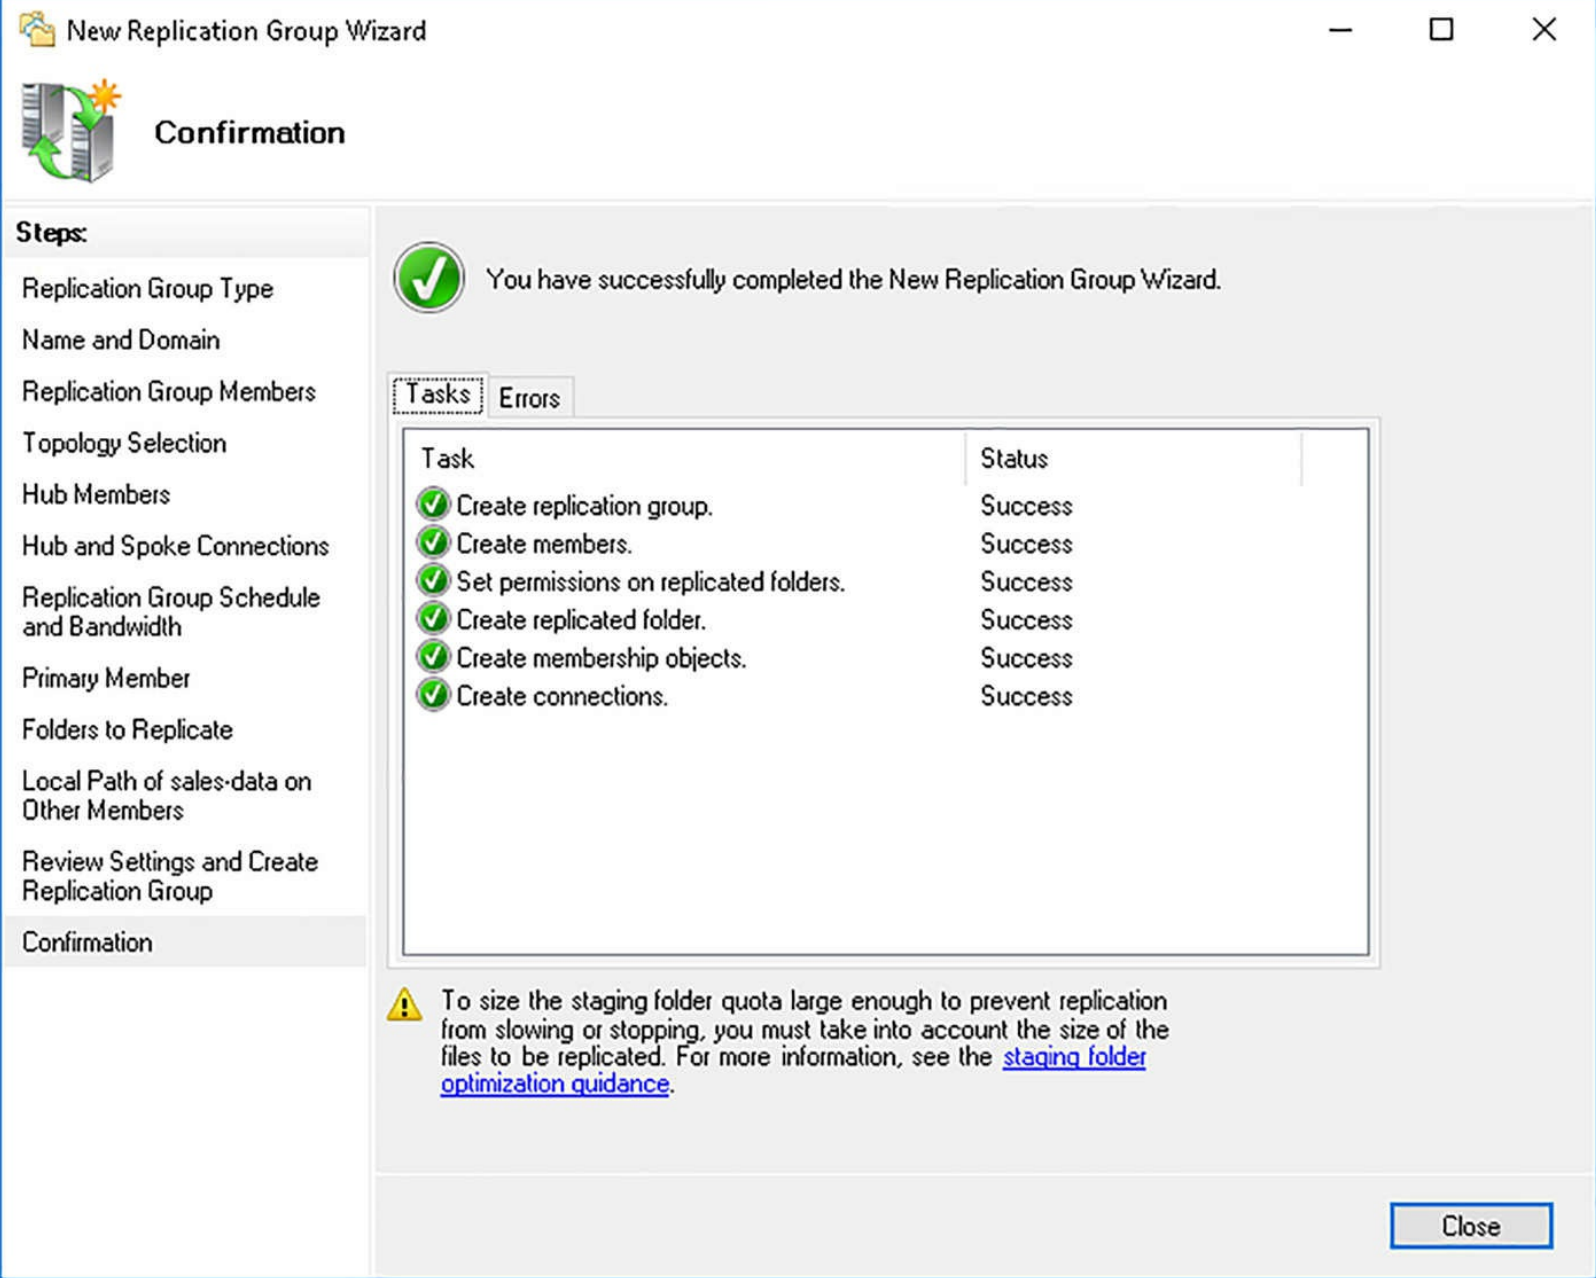 New Replication Group Wizard
Confirmation
Steps:
Replication Group Type
Name and Domain
Replication Group Members
Topology Selection
Hub Members
Hub and Spoke Connections
Replication Group Schedule
and Bandwidth
Primary Member
Folders to Replicate
Local Path of sales-data on
Other Members
Review Settings and Create
Replication Group
Confirmation
You have successfully completed the New Replication Group Wizard.
Tasks Errors
Task Status
Create replication group. Success
Create members. Success
Set permissions on replicated folders. Success
Create replicated folder. Success
Create membership objects. Success
Create connections. Success
To size the staging folder quota large enough to prevent replication
from slowing or stopping, you must take into account the size of the
files to be replicated. For more information, see the staging folder
optimization guidance.
Close